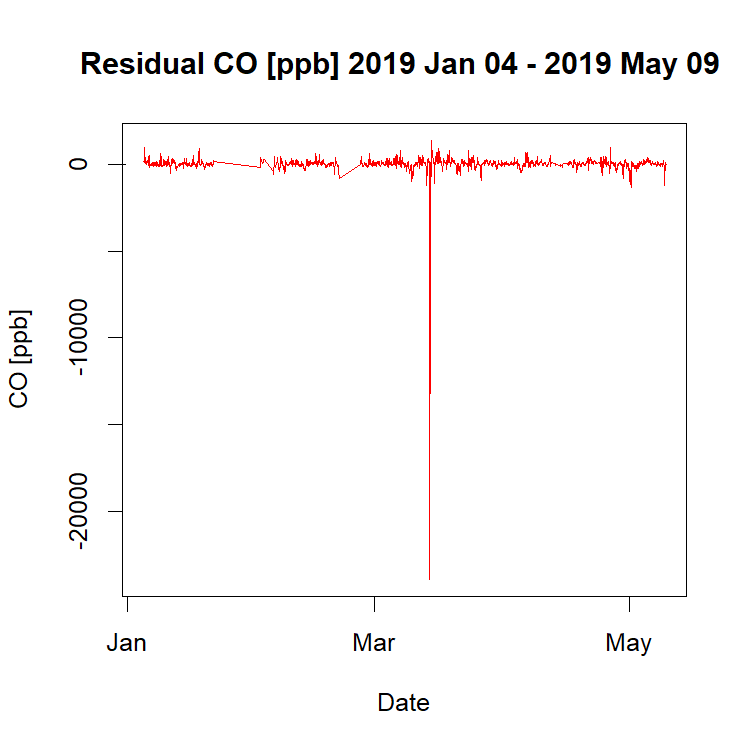 Residual CO [ppb] 2019 Jan 04 - 2019 May 09
CO [ppb]
0
-10000
-20000
Jan Mar May
Date